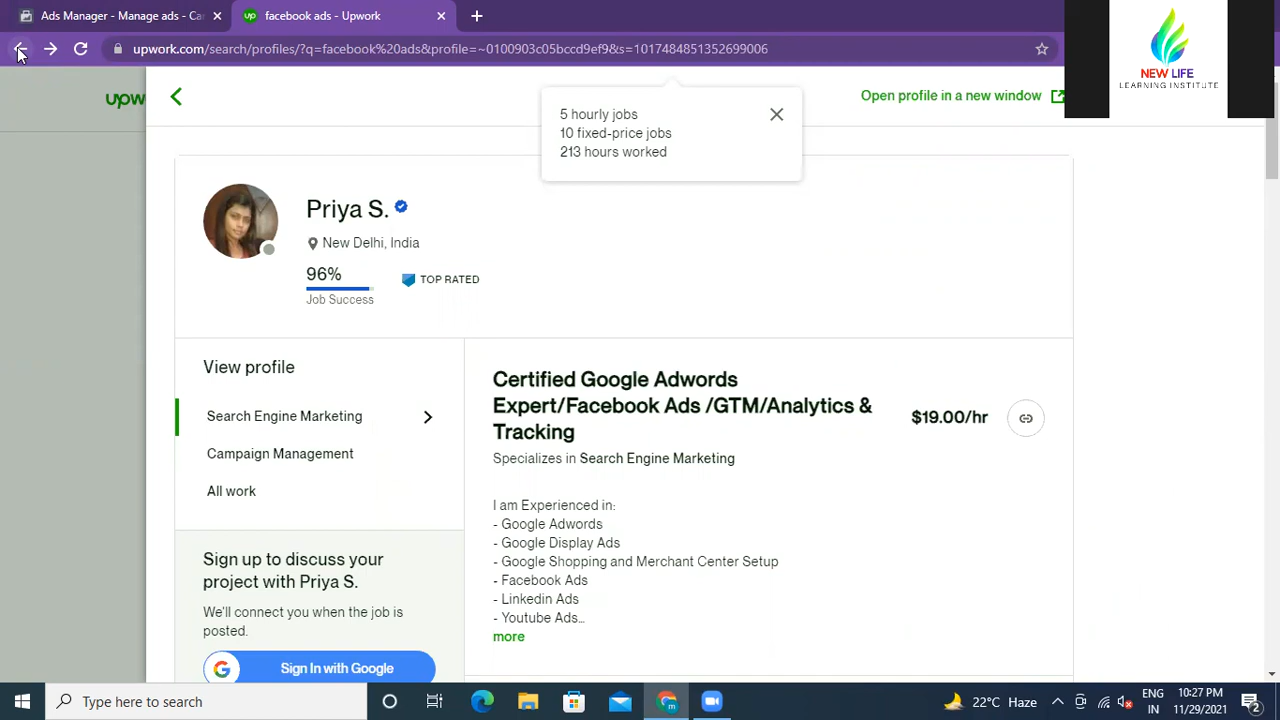 Ads Manager - Manage ads - Ca
facebook ads - Upwork
upwork.com/search/profiles/?q=facebook%20ads&profile=~0100903c05bccd9ef9&s=1017484851352699006
NEW LIFE
LEARNING INSTITUTE
upw
Open profile in a new window
5 hourly jobs
10 fixed-price jobs
213 hours worked
Priya S.
New Delhi, India
96%
TOP RATED
Job Success
View profile
Search Engine Marketing
Campaign Management
All work
Sign up to discuss your
project with Priya S.
We'll connect you when the job is
posted.
Sign In with Google
Certified Google Adwords
Expert/Facebook Ads /GTM/Analytics &
Tracking
$19.00/hr
Specializes in Search Engine Marketing
I am Experienced in:
- Google Adwords
- Google Display Ads
- Google Shopping and Merchant Center Setup
- Facebook Ads
- Linkedin Ads
- Youtube Ads...
more
Type here to search
22°C Haze
ENG
IN
10:27 PM
11/29/2021
2